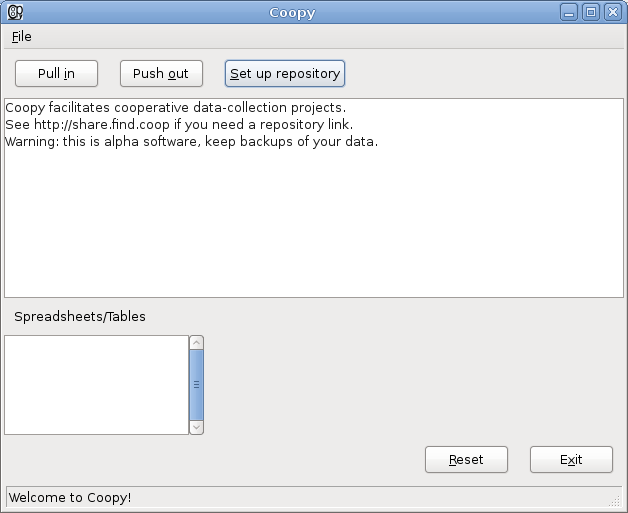 Coopy
File
Pull in
Push out
Set up repository
Coopy facilitates cooperative data-collection projects.
See http://share.find.coop if you need a repository link.
Warning: this is alpha software, keep backups of your data.
Spreadsheets/Tables
Reset
Exit
Welcome to Coopy!